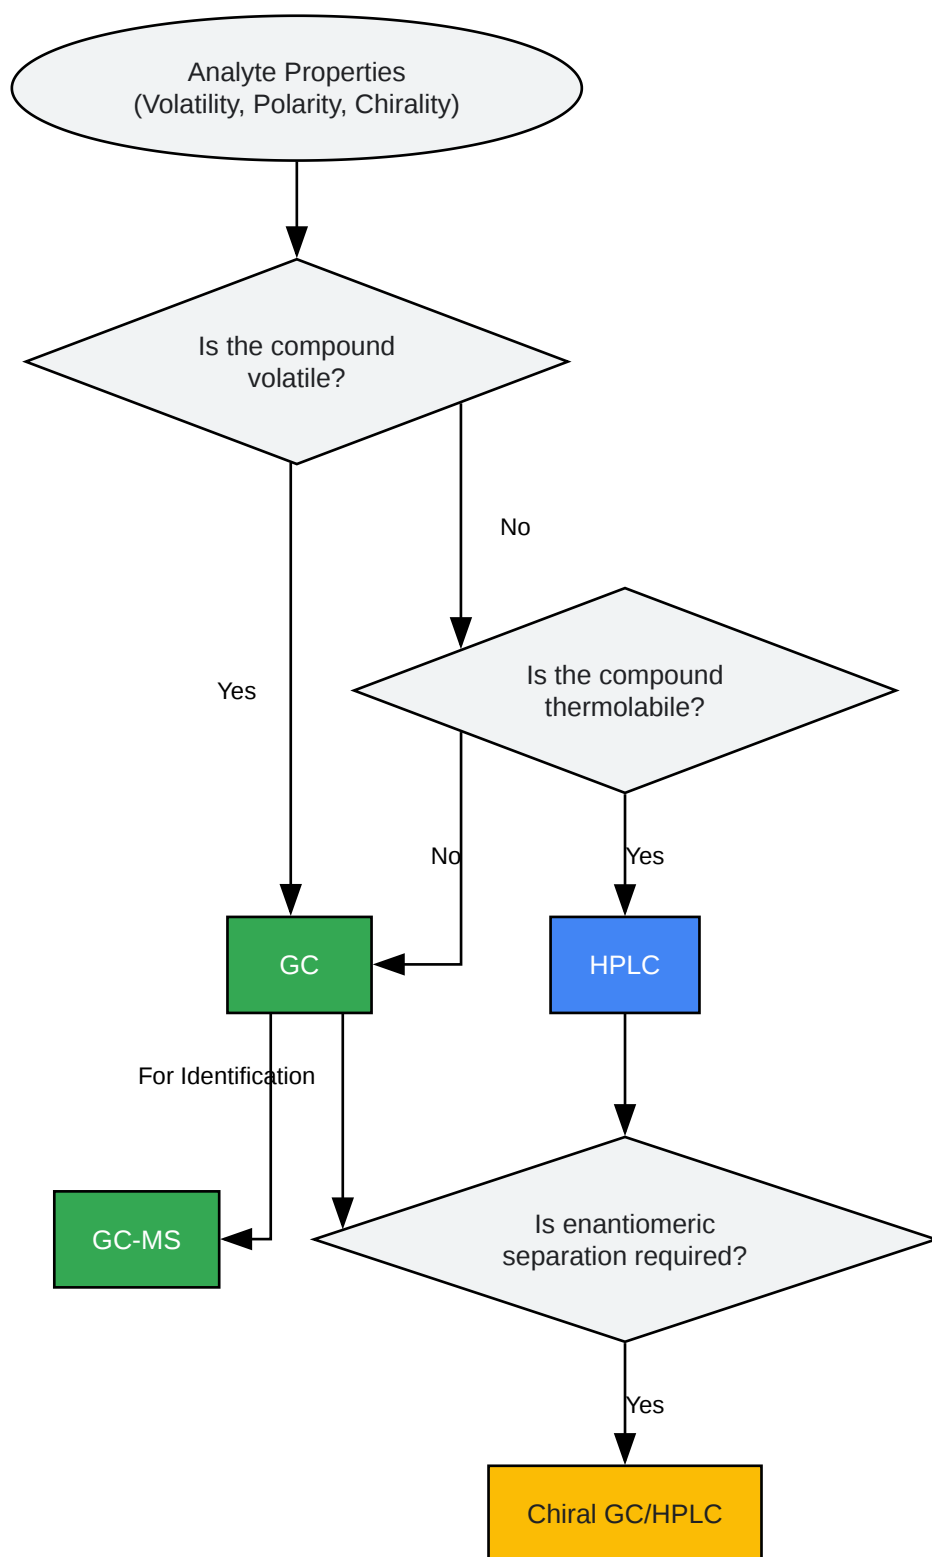 Analyte Properties
(Volatility, Polarity, Chirality)
Is the compound
volatile?
No
Yes
Is the compound
thermolabile?
No
Yes
GC
HPLC
For Identification
GC-MS
Is enantiomeric
separation required?
Yes
Chiral GC/HPLC